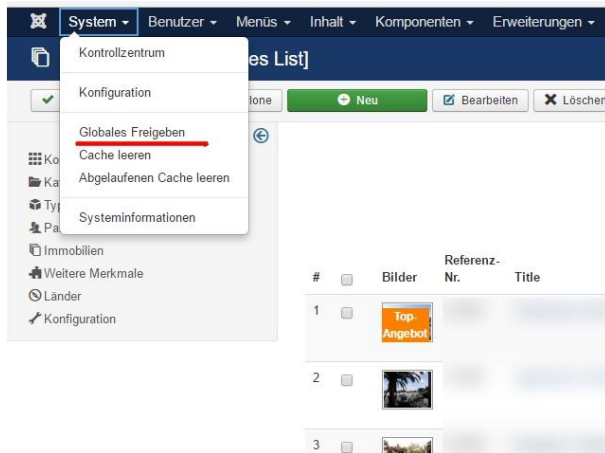 System Benutzer Menüs Inhalt Komponenten Erweiterungen
es List]
Kontrollzentrum
Konfiguration
Globales Freigeben
Cache leeren
Abgelaufenen Cache leeren
Systeminformationen
lone Neu Bearbeiten Löschen
Ko
Ka
Typ
Pa
Immobilien
Weitere Merkmale
Länder
Konfiguration
# Bilder Referenz-
Nr. Title
1 Top-
Angebot
2
3